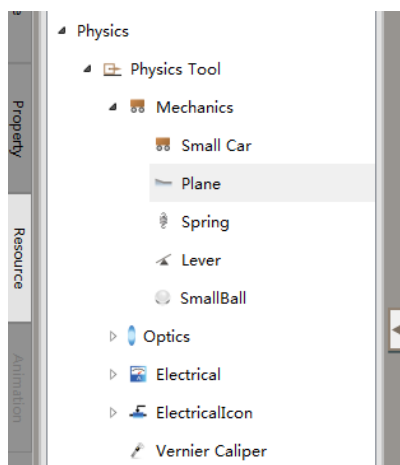 Physics
Physics Tool
Mechanics
Small Car
Plane
Spring
Lever
SmallBall
Optics
Electrical
ElectricalIcon
Vernier Caliper
Property
Resource
Animation